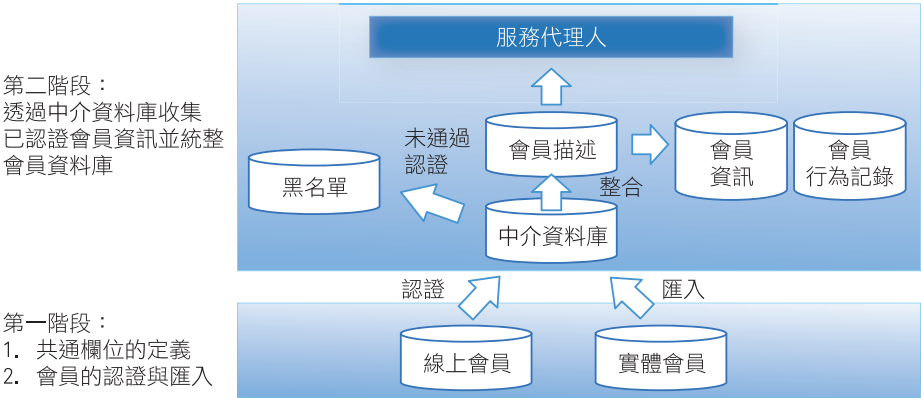 服務代理人
第二階段：
透過中介資料庫收集
已認證會員資訊並統整
會員資料庫
未通過
認證
會員描述
會員
資訊
會員
行為記錄
黑名單
整合
中介資料庫
認證
匯入
第一階段：
1. 共通欄位的定義
2. 會員的認證與匯入
線上會員
實體會員